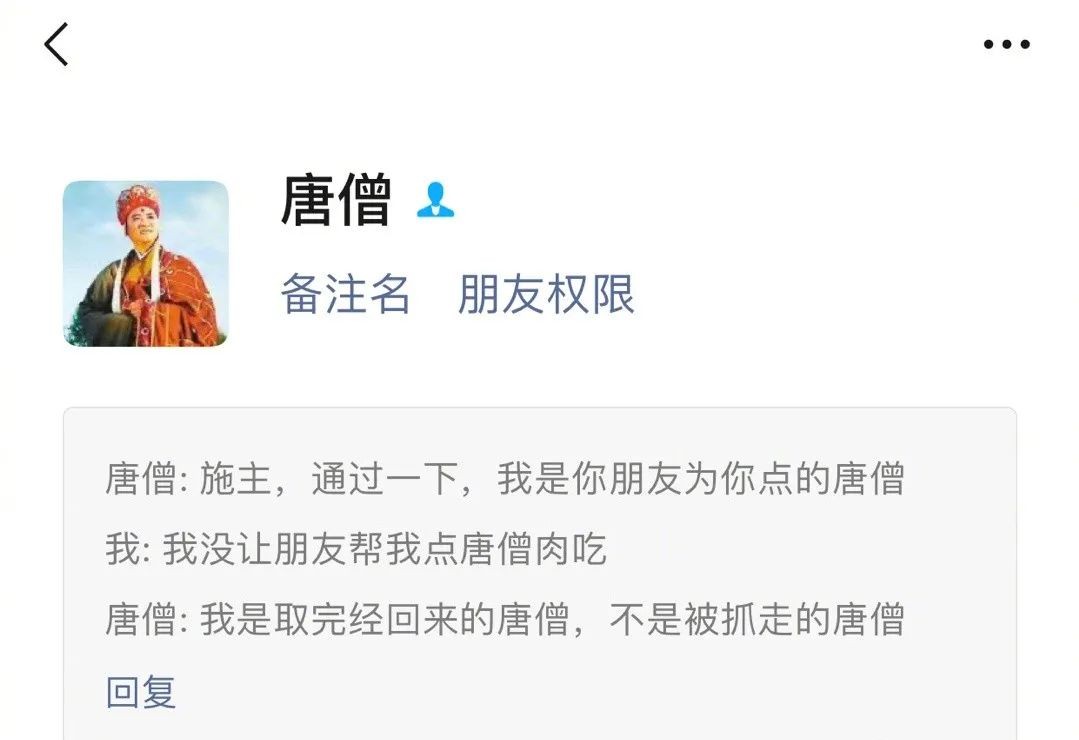 唐僧
备注名 朋友权限
唐僧: 施主，通过一下，我是你朋友为你点的唐僧
我: 我没让朋友帮我点唐僧肉吃
唐僧: 我是取完经回来的唐僧，不是被抓走的唐僧
回复